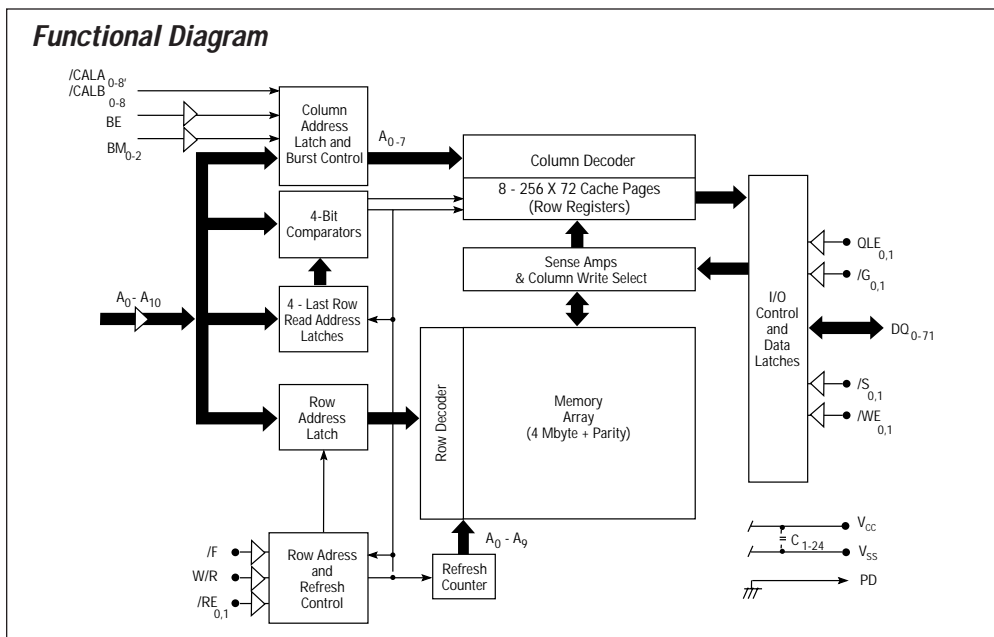 Functional Diagram
/CALA0-8,
/CALB0-8
BE
BM0-2
Column
Address
Latch and
Burst Control
A0-7
Column Decoder
8 - 256 X 72 Cache Pages
(Row Registers)
4-Bit
Comparators
Sense Amps
& Column Write Select
A0- A10
4 - Last Row
Read Address
Latches
I/O
Control
and
Data
Latches
QLE0,1
/G0,1
DQ0-71
/S0,1
/WE0,1
Row
Address
Latch
Row Decoder
Memory
Array
(4 Mbyte + Parity)
/F
W/R
/RE0,1
Row Adress
and
Refresh
Control
A0 - A9
Refresh
Counter
VCC
C1-24
VSS
PD